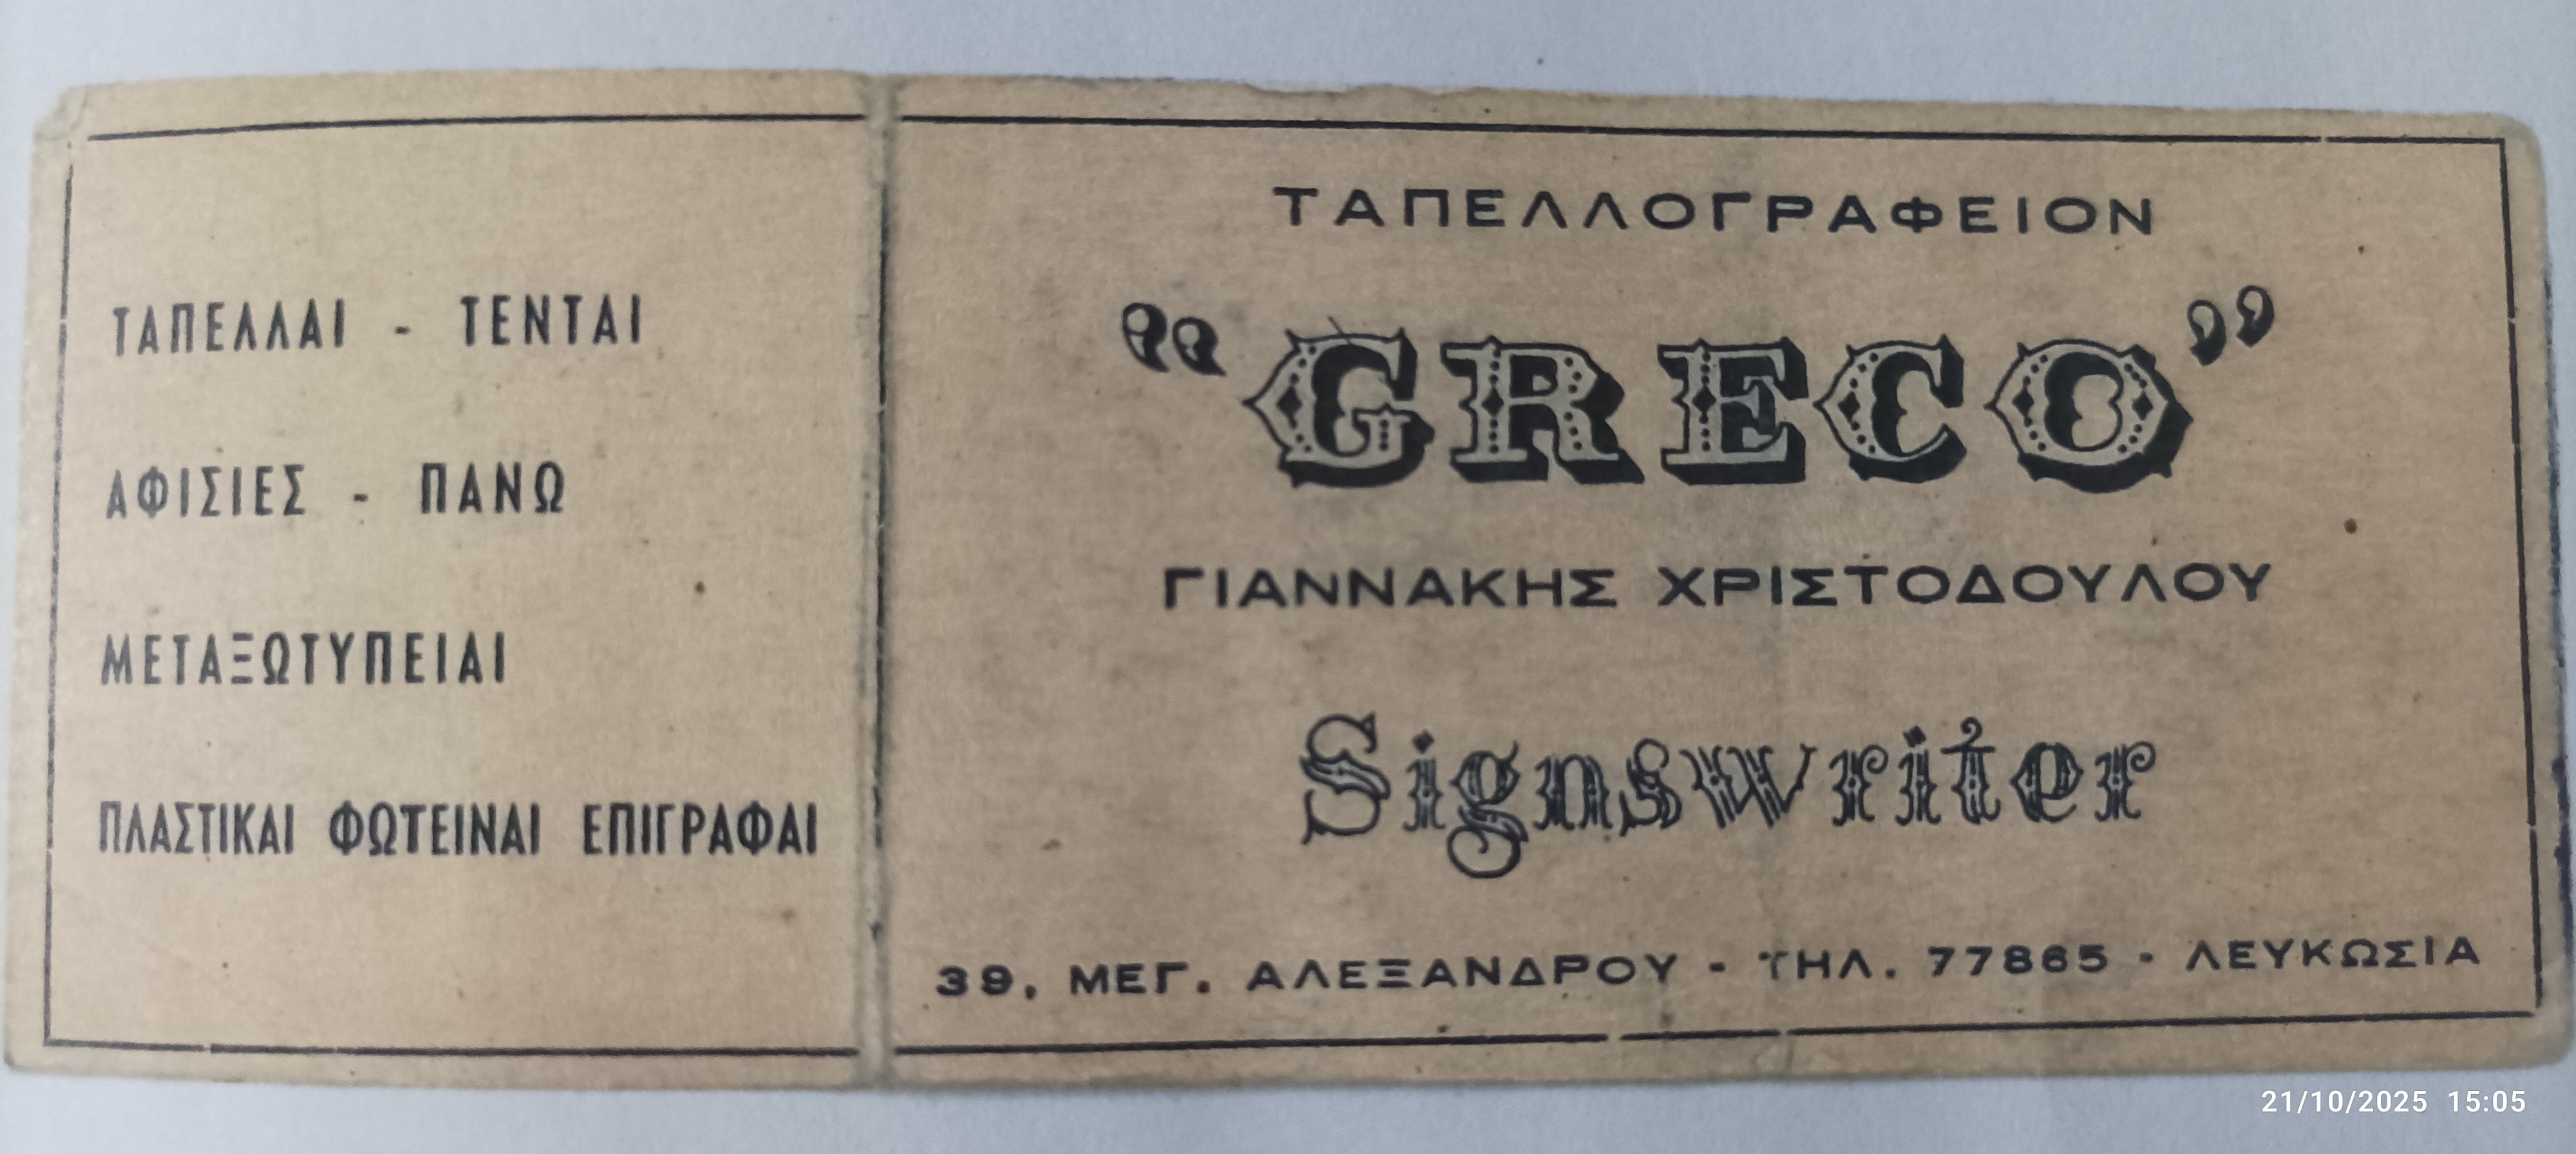 ΤΑΠΕΛΛΑΙ - ΤΕΝΤΑΙ
ΑΦΙΣΙΕΣ - ΠΑΝΩ
ΜΕΤΑΞΩΤΥΠΕΙΑΙ
ΠΛΑΣΤΙΚΑΙ ΦΩΤΕΙΝΑΙ ΕΠΙΓΡΑΦΑΙ
ΤΑΠΕΛΛΟΓΡΑΦΕΙΟΝ
“GRECO”
ΓΙΑΝΝΑΚΗΣ ΧΡΙΣΤΟΔΟΥΛΟΥ
Signswriter
39, ΜΕΓ. ΑΛΕΞΑΝΔΡΟΥ - ΤΗΛ. 77865 - ΛΕΥΚΩΣΙΑ
21/10/2025 15:05